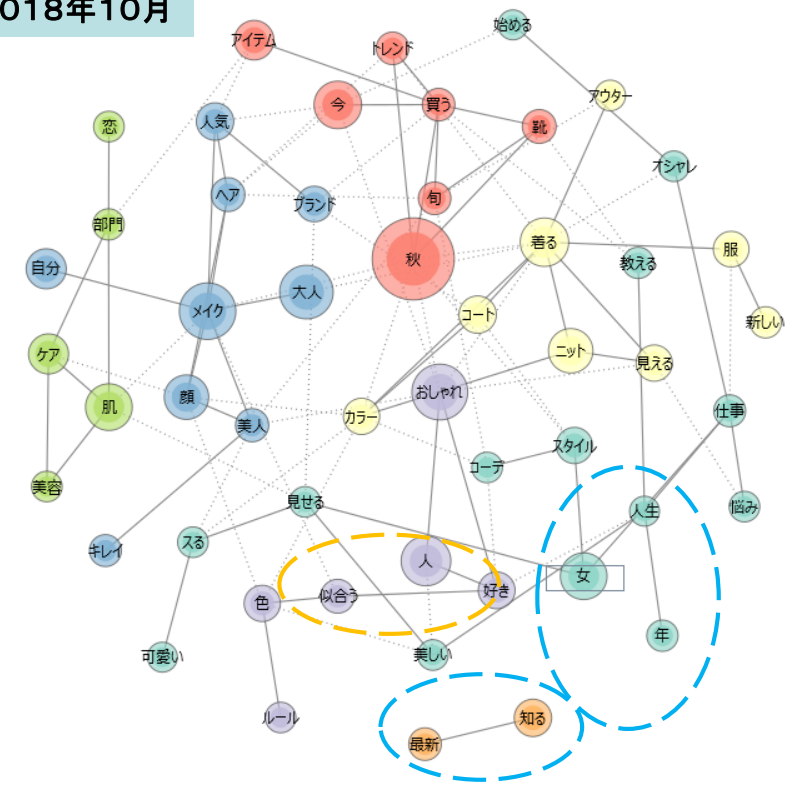 018年10月
始める
アイテム
トレンド
アウター
今
買う
人気
恋
靴
オシャレ
ヘア
旬
ブランド
部門
着る
服
秋
教える
自分
大人
メイク
コート
新しい
ケア
ニット
見える
おしゃれ
顔
肌
カラー
仕事
美人
スタイル
コーデ
美容
見せる
悩み
人生
スる
キレイ
人
女
好き
似合う
色
年
美しい
可愛い
ルール
知る
最新